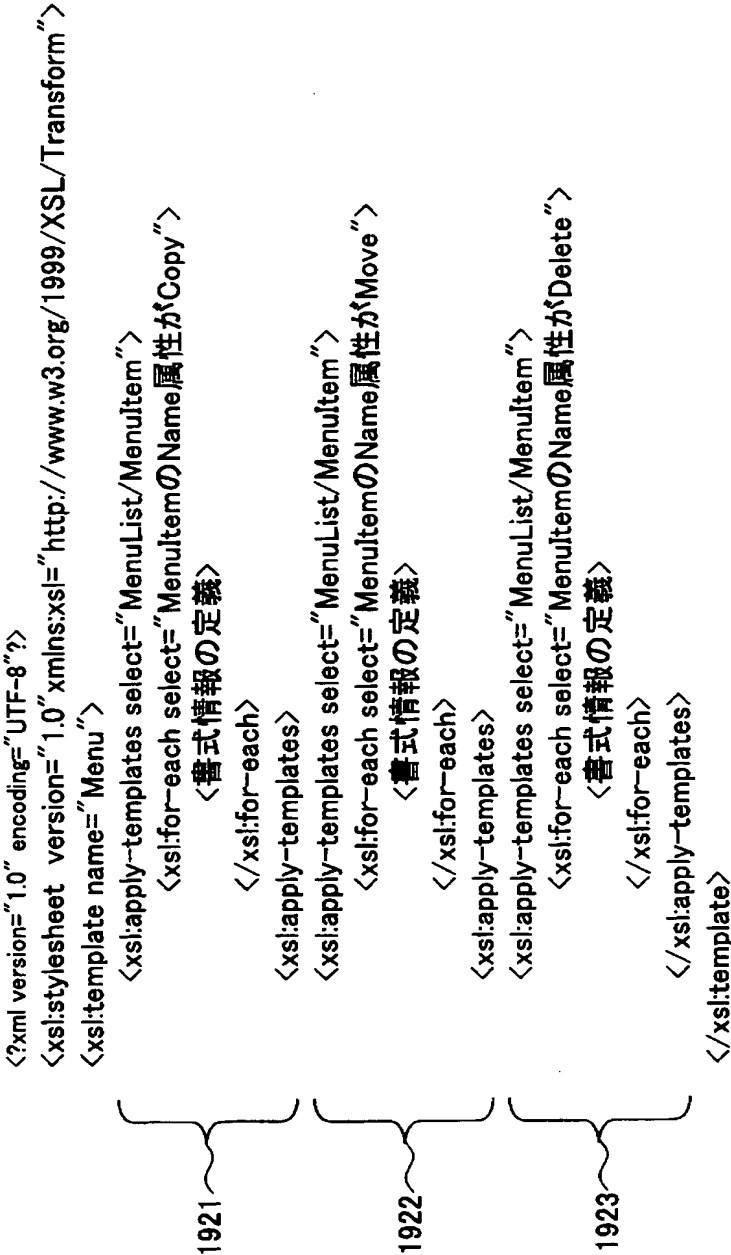 <?xml version="1.0" encoding="UTF-8"?>
<xsl:stylesheet version="1.0"xmlns:xsl="http://www.w3.org/1999/XSL/Transform">
<xsl:template name="Menu">
<xsl:apply-templates select="MenuList/MenuItem">
<xsl:for-each select="MenuItemのName属性がCopy">
<書式情報の定義>
</xsl:for-each>
<xsl:apply-templates>
1921
<xsl:apply-templates select="MenuList/MenuItem">
<xsl:for-each select="MenuItemのName属性がMove">
<書式情報の定義>
</xsl:for-each>
<xsl:apply-templates>
1922
<xsl:apply-templates select="MenuList/MenuItem">
<xsl:for-each select="MenuItemのName属性がDelete">
<書式情報の定義>
</xsl:for-each>
</xsl:apply-templates>
1923
</xsl:template>